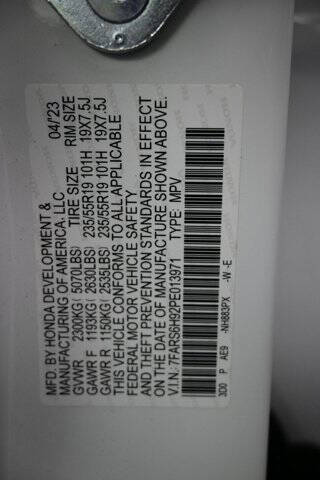 MFD. BY HONDA DEVELOPMENT & 04/23
MANUFACTURING OF AMERICA, LLC
GVWR 2300KG (5070LBS) TIRE SIZE RIM SIZE
GAWR F 1193KG (2630LBS) 235/55R19 101H 19X7.5J
GAWR R 1150KG (2535LBS) 235/55R19 101H 19X7.5J
THIS VEHICLE CONFORMS TO ALL APPLICABLE
FEDERAL MOTOR VEHICLE SAFETY
AND THEFT PREVENTION STANDARDS IN EFFECT
ON THE DATE OF MANUFACTURE SHOWN ABOVE.
V.I.N.: 7FARS6H92PE013971 TYPE: MPV
-NH883PX -W -E
3D0 P AE9